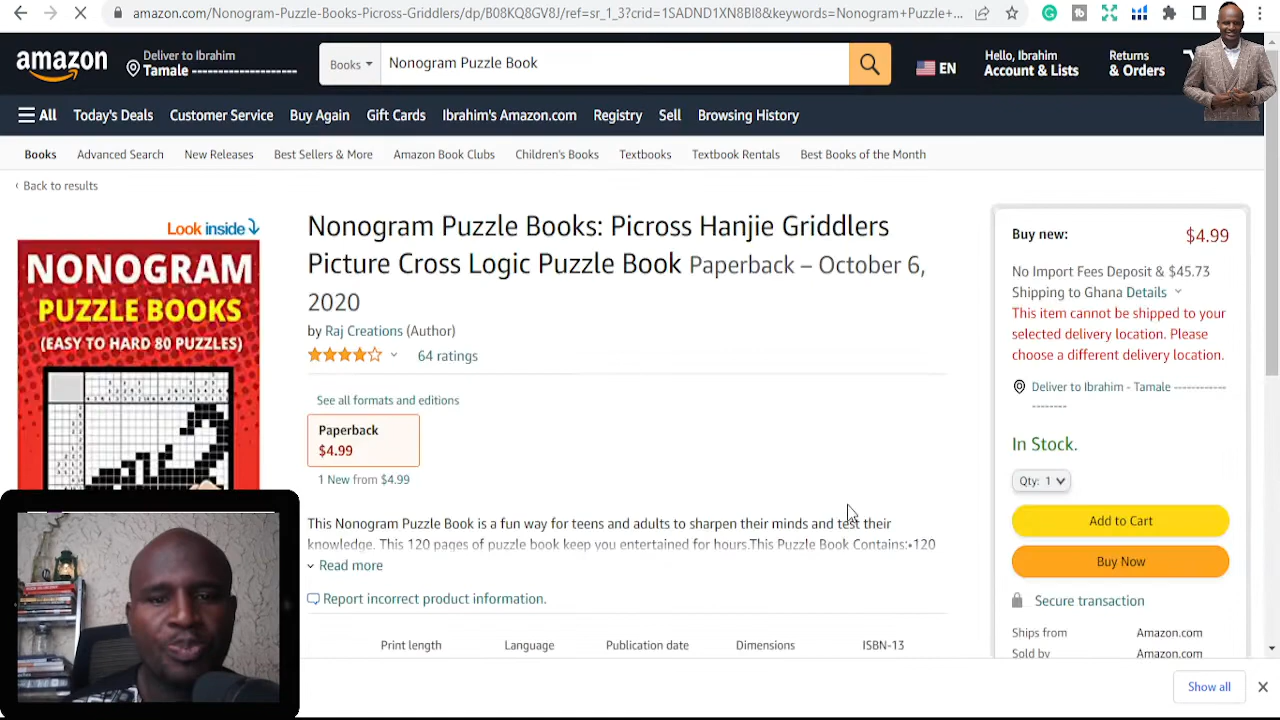 amazon.com/Nonogram-Puzzle-Books-Picross-Griddlers/dp/B08KQ8GV8J/ref=sr_1_3?crid=1SADND1XN8BI8&keywords=Nonogram+Puzzle+...
amazon
Deliver to Ibrahim
Tamale --------------------
Books
Nonogram Puzzle Book
EN
Hello, Ibrahim
Account & Lists
Returns
& Orders
All
Today's Deals
Customer Service
Buy Again
Gift Cards
Ibrahim's Amazon.com
Registry
Sell
Browsing History
Books
Advanced Search
New Releases
Best Sellers & More
Amazon Book Clubs
Children's Books
Textbooks
Textbook Rentals
Best Books of the Month
‹ Back to results
Look inside
NONOGRAM
PUZZLE BOOKS
(EASY TO HARD 80 PUZZLES)
Nonogram Puzzle Books: Picross Hanjie Griddlers
Picture Cross Logic Puzzle Book Paperback – October 6,
2020
by Raj Creations (Author)
64 ratings
See all formats and editions
Paperback
$4.99
1 New from $4.99
This Nonogram Puzzle Book is a fun way for teens and adults to sharpen their minds and test their
knowledge. This 120 pages of puzzle book keep you entertained for hours.This Puzzle Book Contains:•120
Read more
Report incorrect product information.
Print length
Language
Publication date
Dimensions
ISBN-13
Buy new:
$4.99
No Import Fees Deposit & $45.73
Shipping to Ghana Details
This item cannot be shipped to your
selected delivery location. Please
choose a different delivery location.
Deliver to Ibrahim - Tamale ------------
--------
In Stock.
Qty: 1
Add to Cart
Buy Now
Secure transaction
Ships from
Amazon.com
Sold by
Amazon.com
Show all